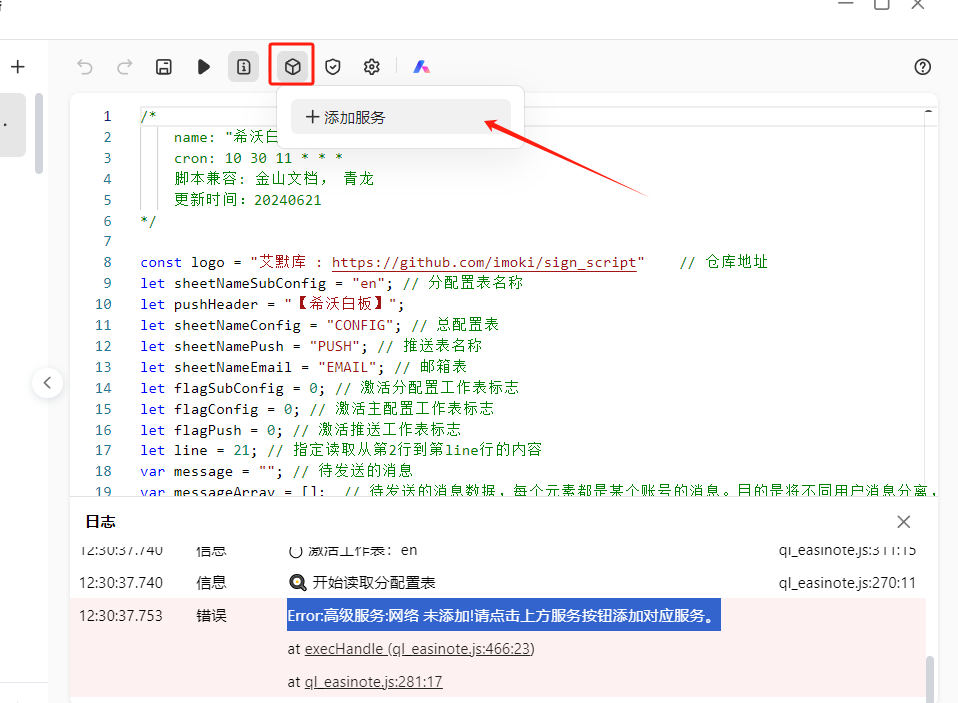 添加服务
1 /*
2 name: "希沃白
3 cron: 10 30 11 * * *
4 脚本兼容: 金山文档, 青龙
5 更新时间: 20240621
6 */
7
8 const logo = "艾默库 : https://github.com/imoki/sign_script" // 仓库地址
9 let sheetNameSubConfig = "en"; // 分配置表名称
10 let pushHeader = "【希沃白板】";
11 let sheetNameConfig = "CONFIG"; // 总配置表
12 let sheetNamePush = "PUSH"; // 推送表名称
13 let sheetNameEmail = "EMAIL"; // 邮箱表
14 let flagSubConfig = 0; // 激活分配置工作表标志
15 let flagConfig = 0; // 激活主配置工作表标志
16 let flagPush = 0; // 激活推送工作表标志
17 let line = 21; // 指定读取从第2行到第line行的内容
18 var message = ""; // 待发送的消息
19 var messageArray = []; // 待发送的消息数据，每个元素都是某个账号的消息。目的是将不同用户消息分离，
日志
12:30:37.740 信息 激活工作表：en ql_easinote.js:311:15
12:30:37.740 信息 🍳 开始读取分配置表 ql_easinote.js:270:11
12:30:37.753 错误 Error:高级服务:网络 未添加!请点击上方服务按钮添加对应服务。
at execHandle (ql_easinote.js:466:23)
at ql_easinote.js:281:17